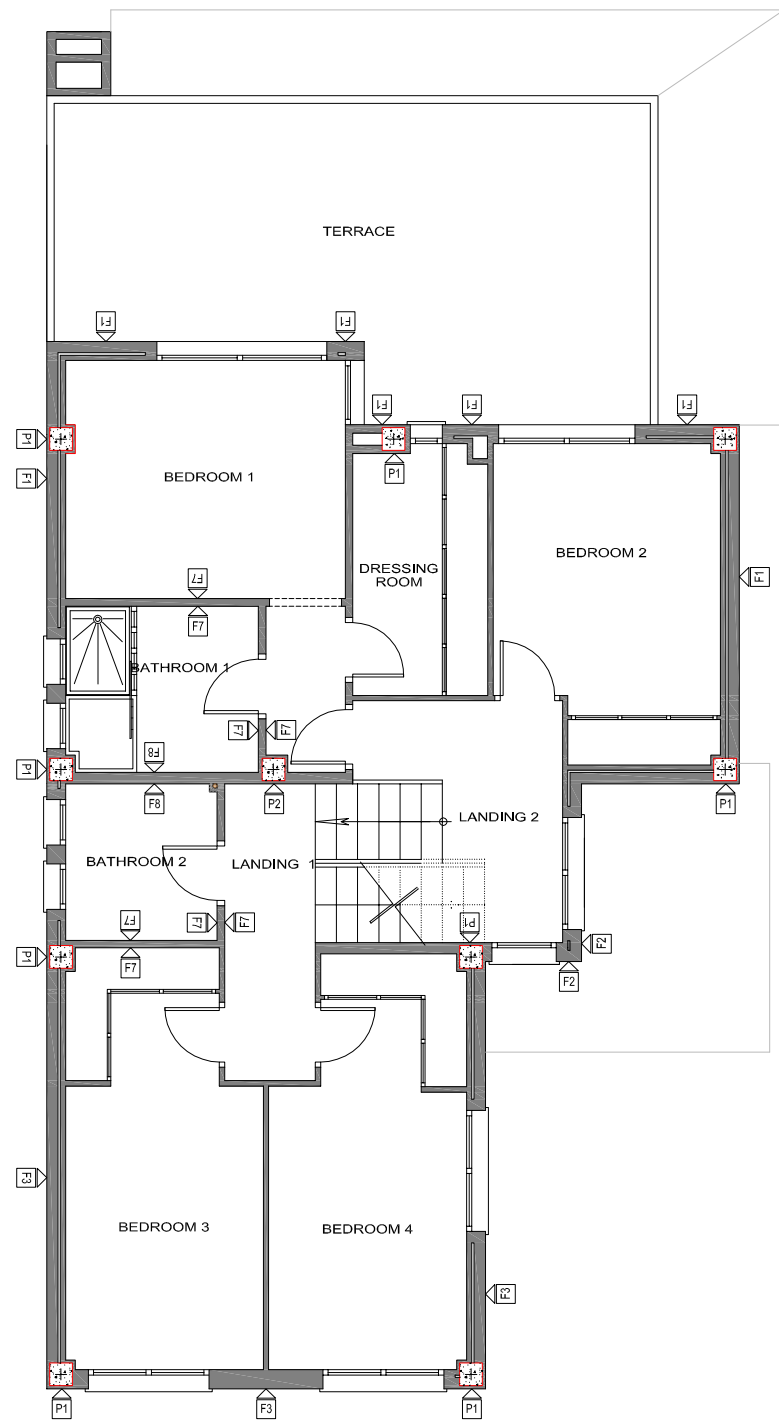 TERRACE
F1
F1
F1
F1
F1
P1
P1
F1
BEDROOM 1
BEDROOM 2
DRESSING
ROOM
F1
F7
F7
BATHROOM 1
F7
F7
F8
F8
P1
P2
P1
LANDING 2
BATHROOM 2
LANDING 1
F7
F7
F7
F7
P1
P1
F2
F2
F3
BEDROOM 3
BEDROOM 4
F3
P1
F3
P1